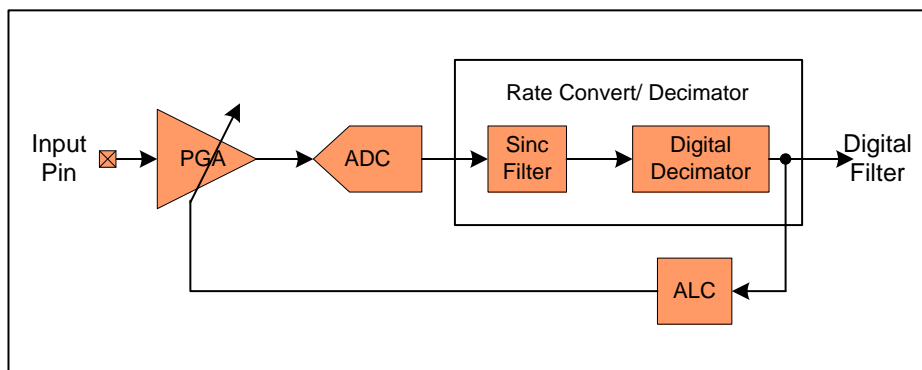 Rate Convert/ Decimator
Input
Pin
PGA
ADC
Sinc
Filter
Digital
Decimator
Digital
Filter
ALC